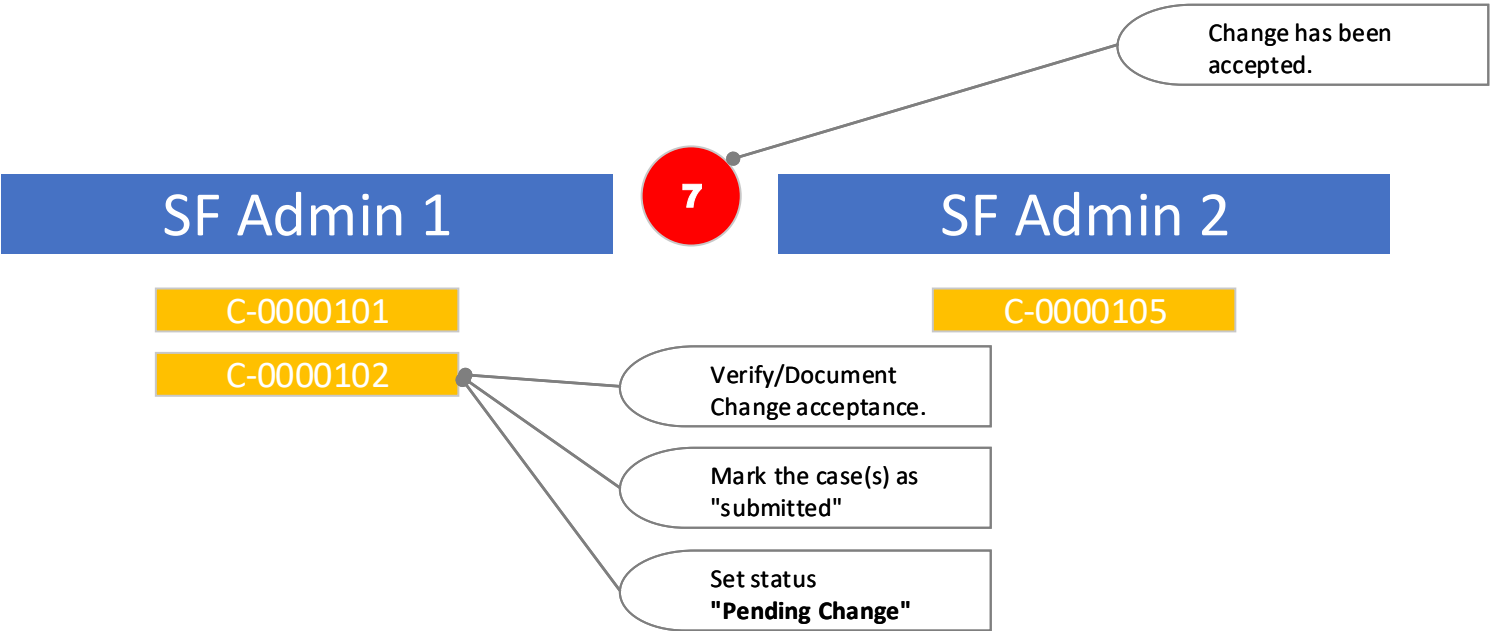 Change has been
accepted.
7
SF Admin 1
SF Admin 2
C-0000101
C-0000105
C-0000102
Verify/Document
Change acceptance.
Mark the case(s) as
"submitted"
Set status
"Pending Change"